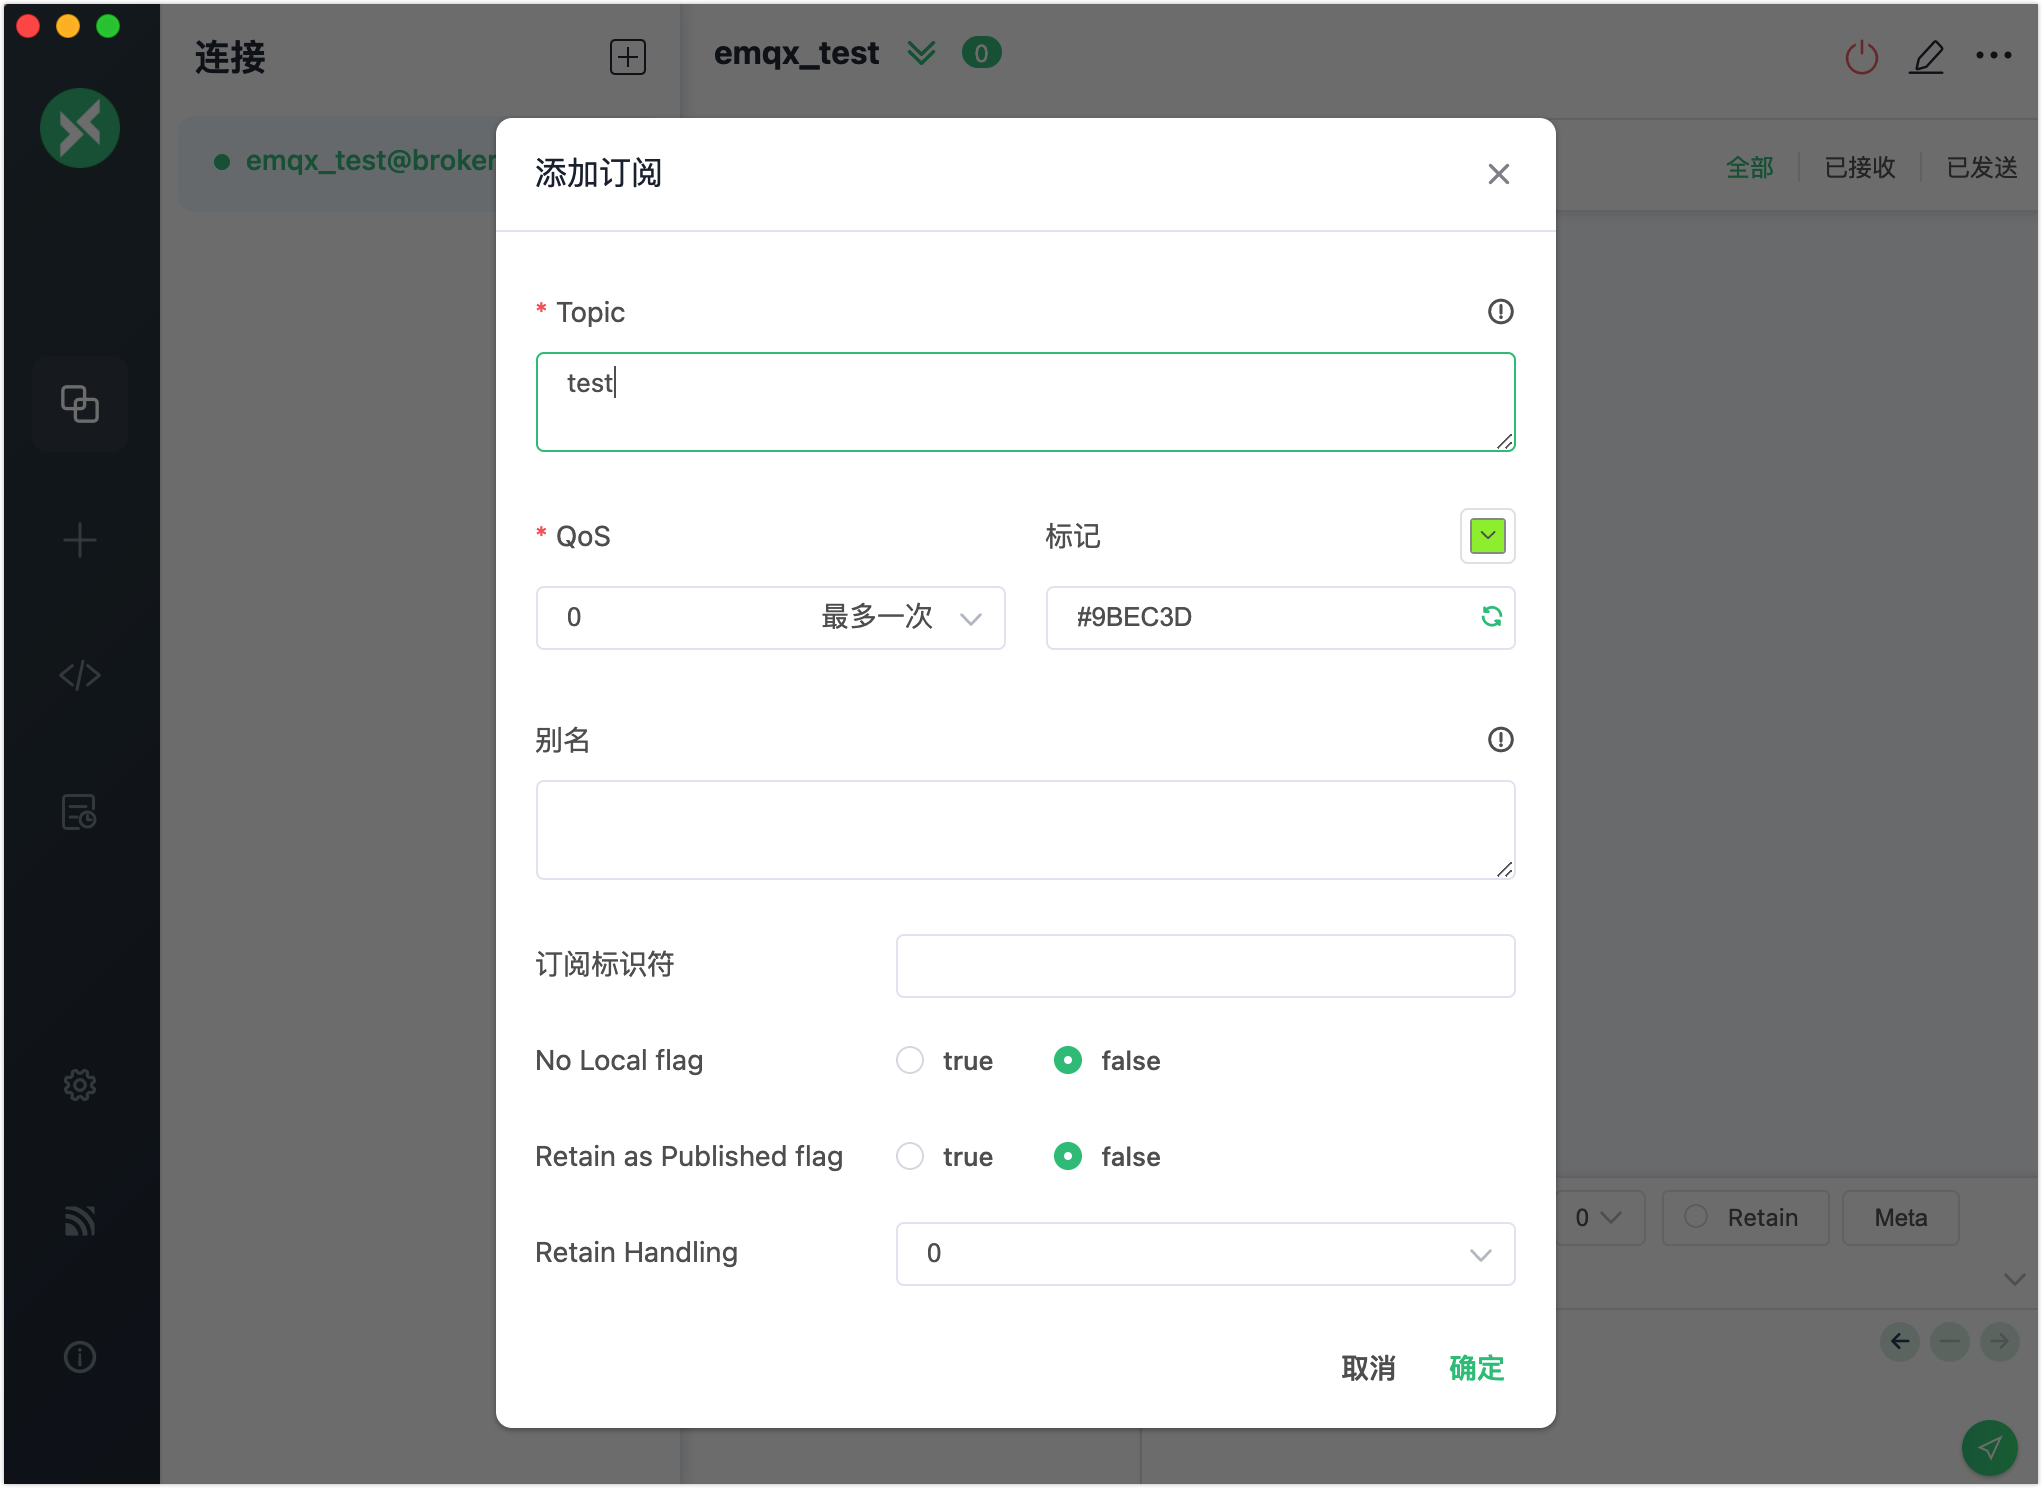 连接
emqx_test
0
emqx_test@broker
全部
已接收
已发送
添加订阅
* Topic
test
* QoS
标记
0
最多一次
#9BEC3D
别名
订阅标识符
No Local flag
true
false
Retain as Published flag
true
false
Retain Handling
0
0
Retain
Meta
取消
确定